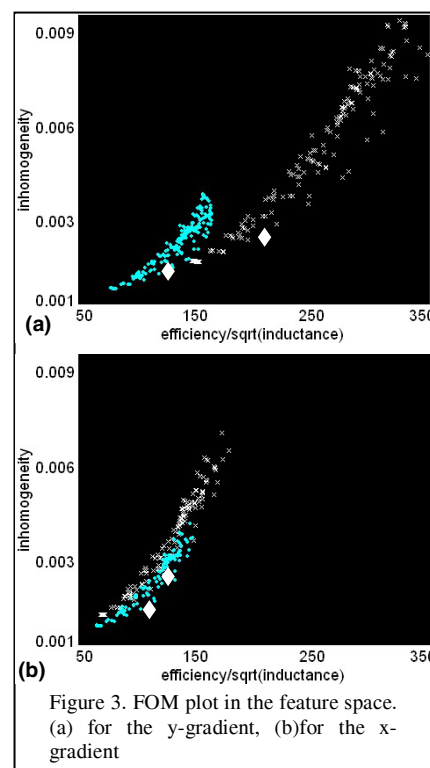 0.009
0.006
0.003
0.001
inhomogeneity
(a)
50 150 250 350
efficiency/sqrt(inductance)
0.009
0.006
0.003
0.001
inhomogeneity
(b)
50 150 250 350
efficiency/sqrt(inductance)
Figure 3. FOM plot in the feature space.
(a) for the y-gradient, (b)for the x-
gradient